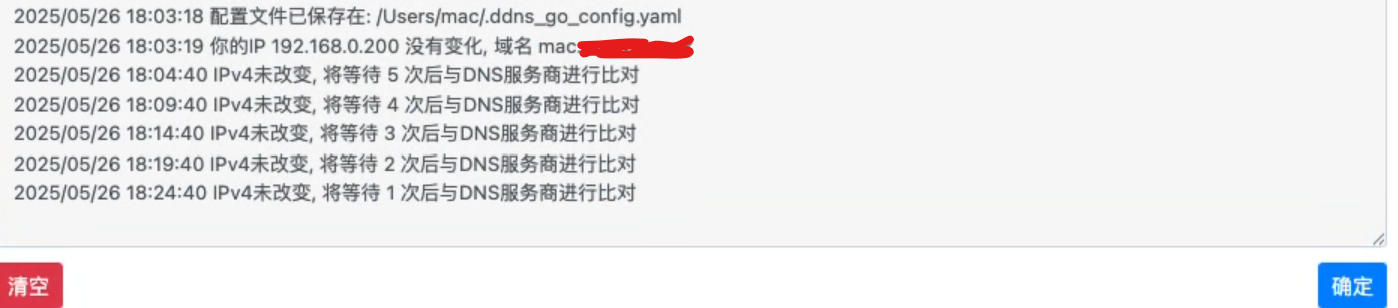 2025/05/26 18:03:18 配置文件已保存在: /Users/mac/.ddns_go_config.yaml
2025/05/26 18:03:19 你的IP 192.168.0.200 没有变化, 域名 mac
2025/05/26 18:04:40 IPv4未改变, 将等待 5 次后与DNS服务商进行比对
2025/05/26 18:09:40 IPv4未改变, 将等待 4 次后与DNS服务商进行比对
2025/05/26 18:14:40 IPv4未改变, 将等待 3 次后与DNS服务商进行比对
2025/05/26 18:19:40 IPv4未改变, 将等待 2 次后与DNS服务商进行比对
2025/05/26 18:24:40 IPv4未改变, 将等待 1 次后与DNS服务商进行比对
清空
确定